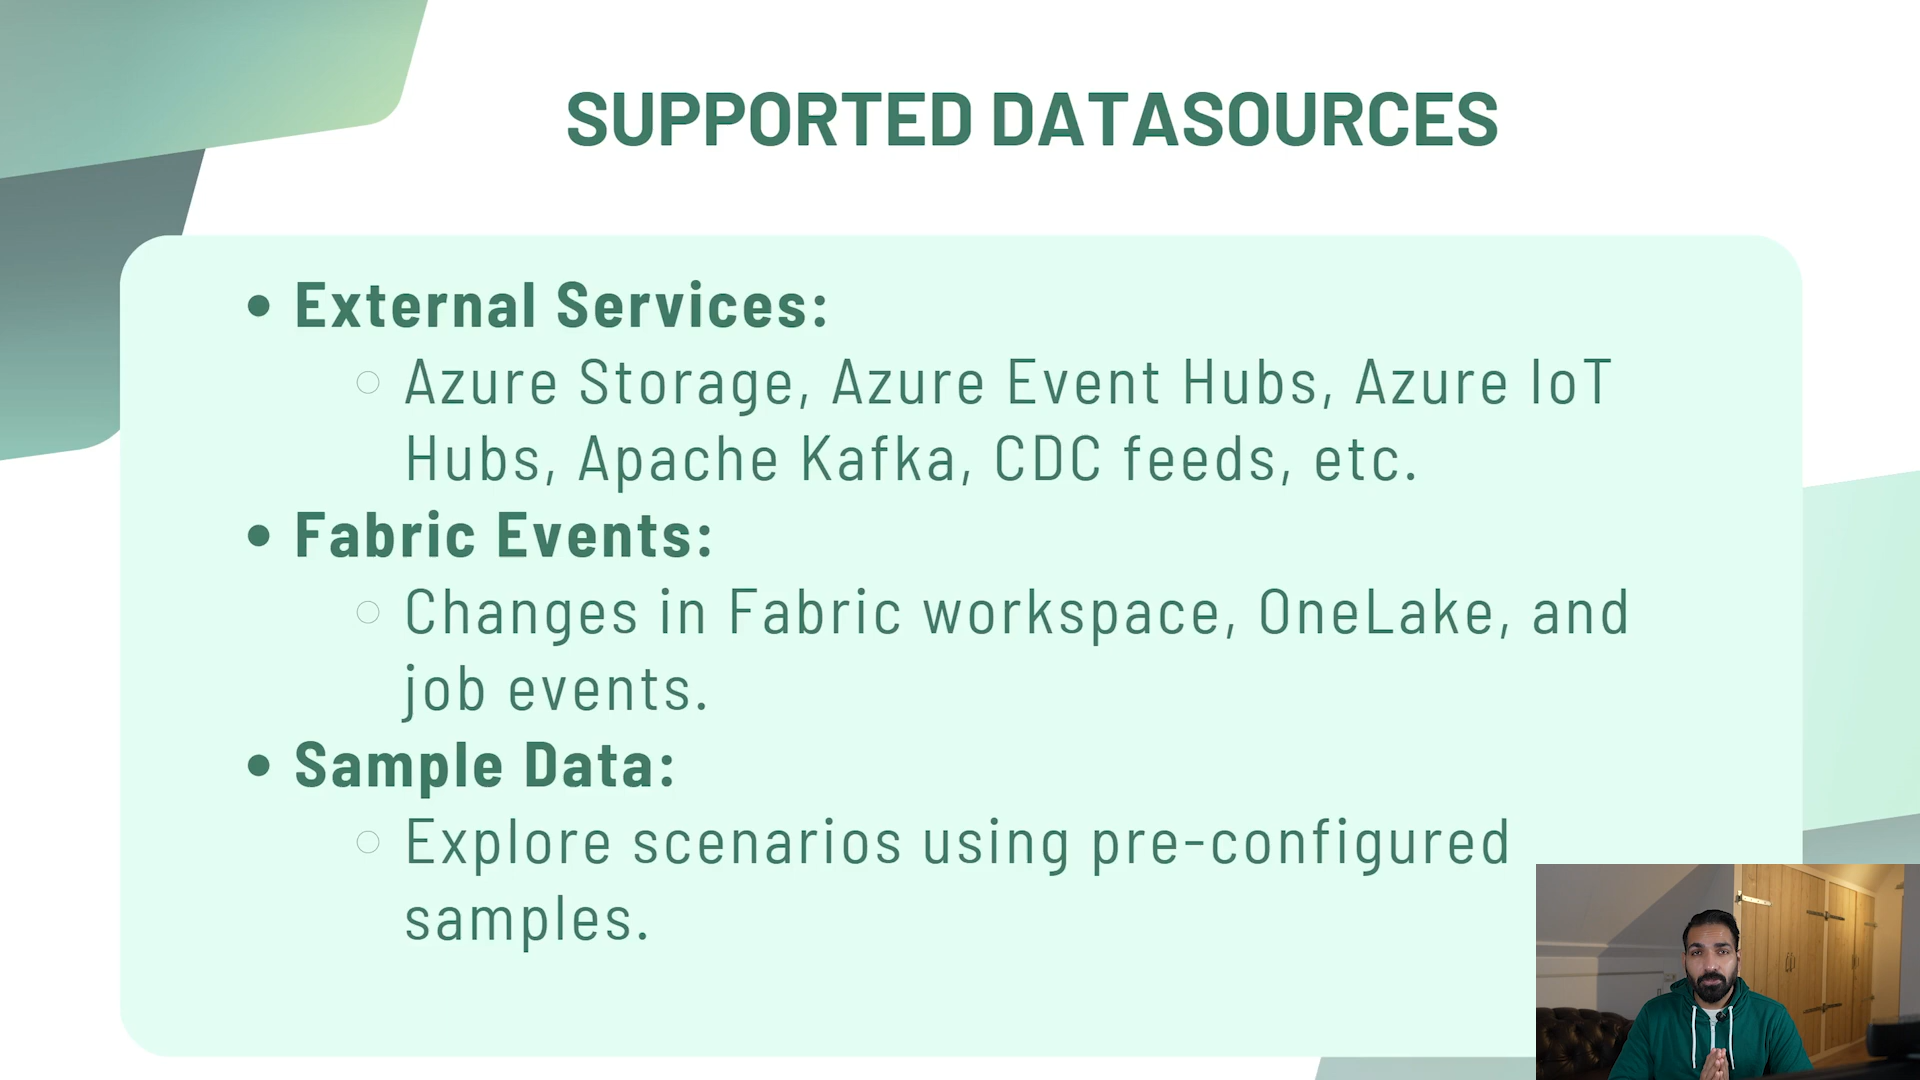 SUPPORTED DATASOURCES
• External Services:
○ Azure Storage, Azure Event Hubs, Azure IoT
Hubs, Apache Kafka, CDC feeds, etc.
• Fabric Events:
○ Changes in Fabric workspace, OneLake, and
job events.
• Sample Data:
○ Explore scenarios using pre-configured
samples.